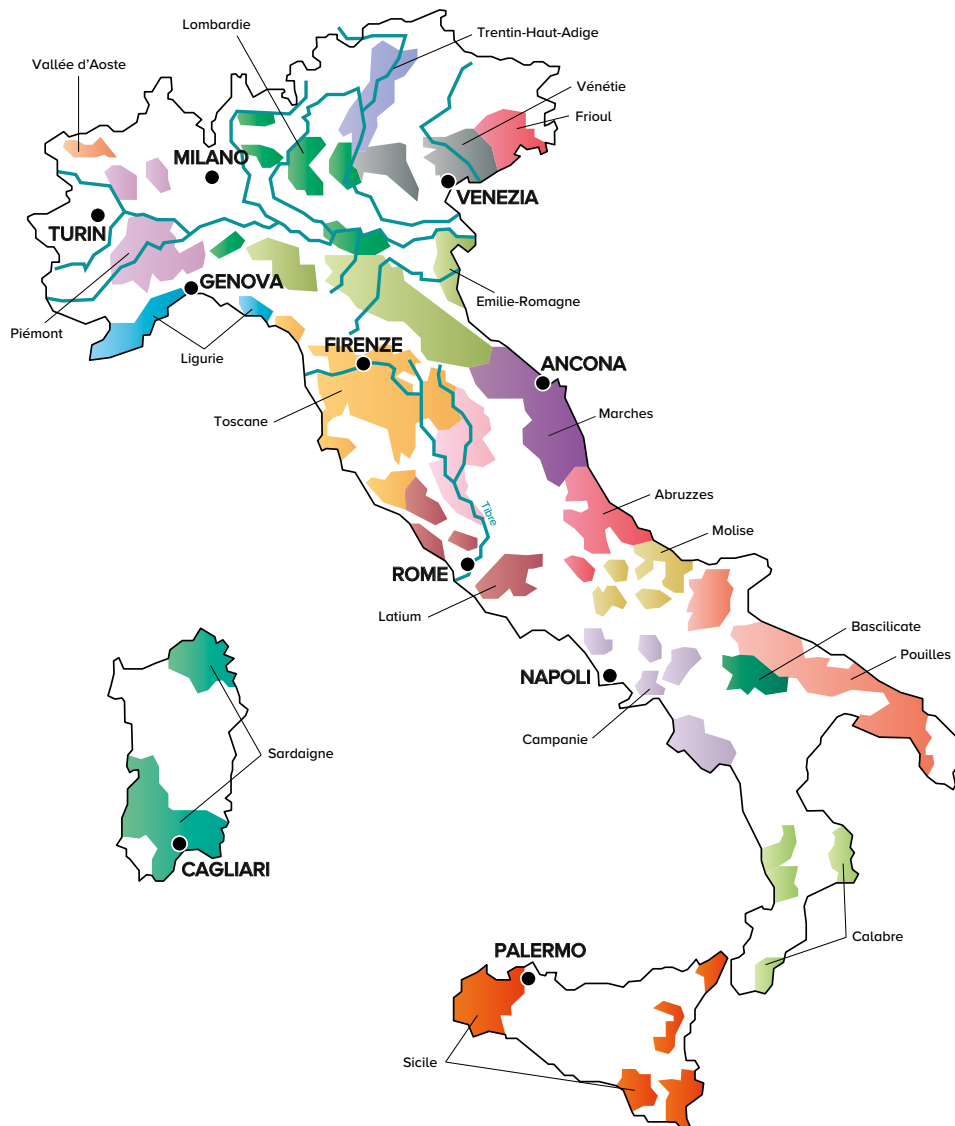 Lombardie
Trentin-Haut-Adige
Vallée d'Aoste
Vénétie
Frioul
MILANO
VENEZIA
TURIN
GENOVA
Emilie-Romagne
Piémont
Ligurie
FIRENZE
ANCONA
Toscane
Marches
Abruzzes
Tibre
Molise
ROME
Latium
Bascilicate
Pouilles
NAPOLI
Campanie
Sardaigne
CAGLIARI
Calabre
PALERMO
Sicile